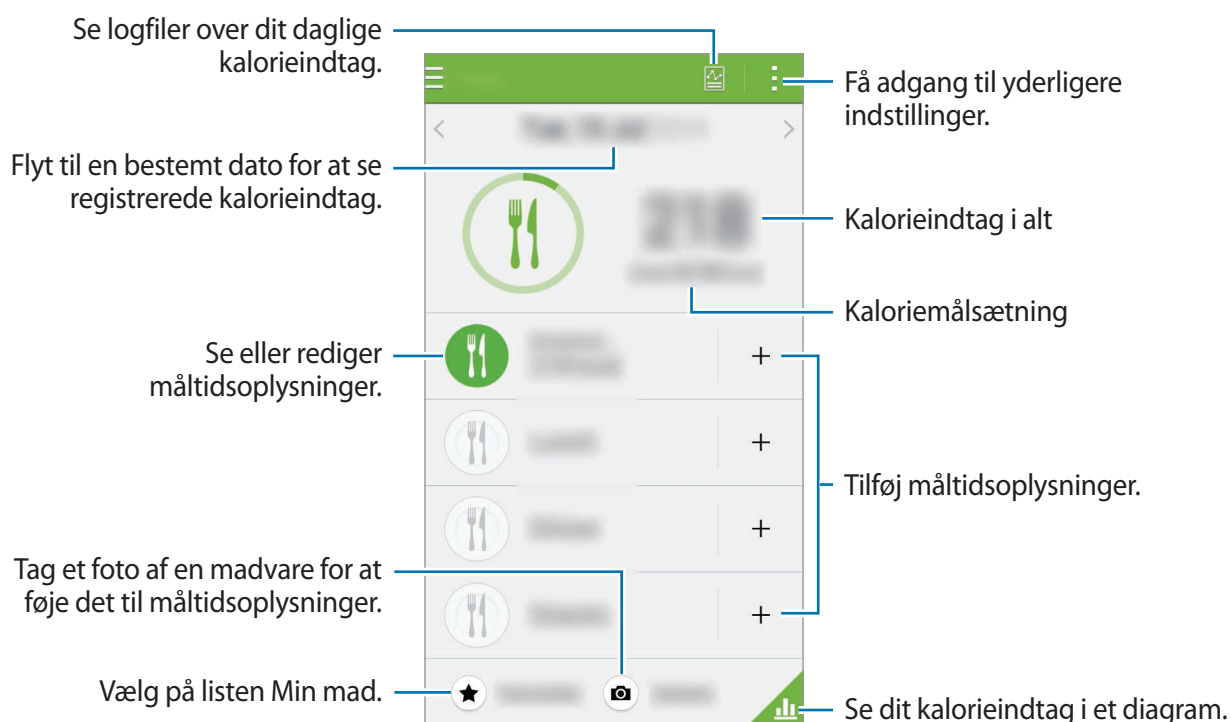 Se logfiler over dit daglige
kalorieindtag.
Få adgang til yderligere
indstillinger.
Flyt til en bestemt dato for at se
registrerede kalorieindtag.
218
Kalorieindtag i alt
Kaloriemålsætning
Se eller rediger
måltidsoplysninger.
Tilføj måltidsoplysninger.
Tag et foto af en madvare for at
føje det til måltidsoplysninger.
Vælg på listen Min mad.
Se dit kalorieindtag i et diagram.